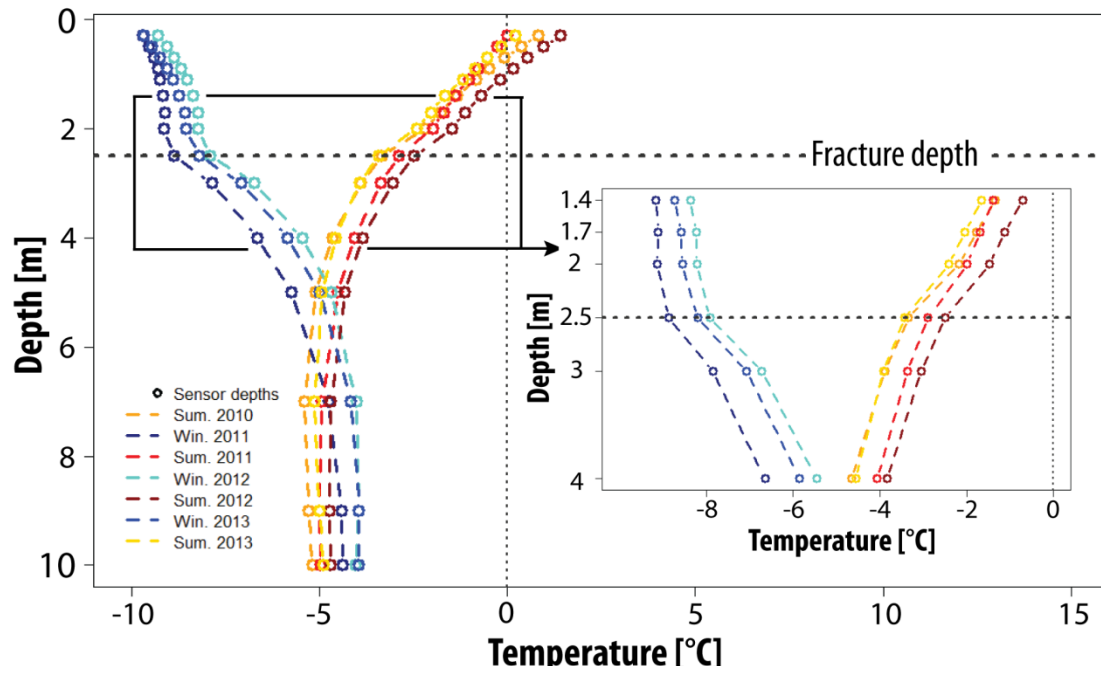 0
2
4
6
8
10
Depth [m]
-10
-5
0
5
10
15
Temperature [°C]
Fracture depth
Sensor depths
Sum. 2010
Win. 2011
Sum. 2011
Win. 2012
Sum. 2012
Win. 2013
Sum. 2013
1.4
1.7
2
2.5
3
4
Depth [m]
-8
-6
-4
-2
0
Temperature [°C]